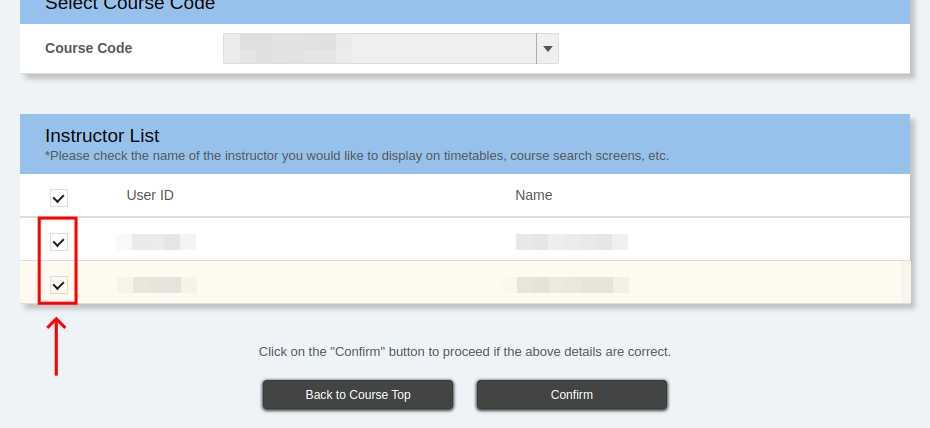 Select Course Code
Course Code
Instructor List
*Please check the name of the instructor you would like to display on timetables, course search screens, etc.
User ID Name
Click on the "Confirm" button to proceed if the above details are correct.
Back to Course Top Confirm